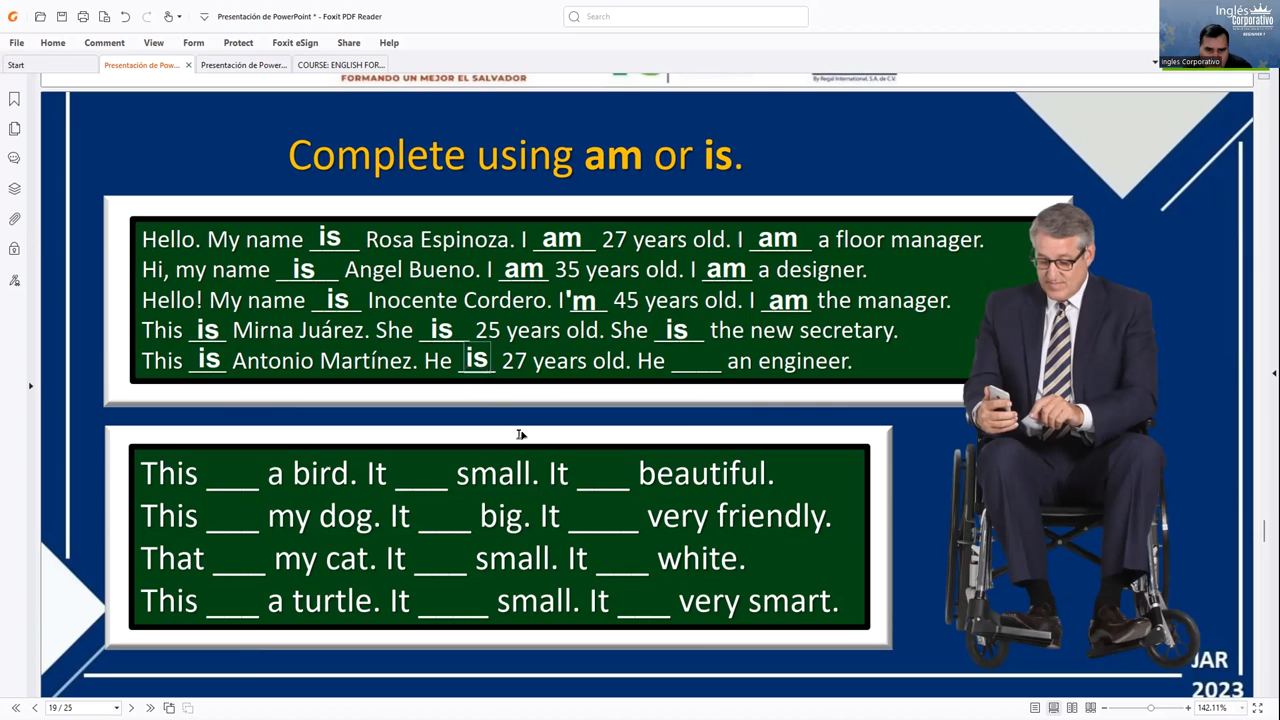 Presentación de PowerPoint * - Foxit PDF Reader
Search
File Home Comment View Form Protect Foxit eSign Share Help
Start
Presentación de Pow...
Presentación de Power...
COURSE: ENGLISH FOR...
Inglés
Corporativo
BEGINNER 1
Ingles Corporativo
FORMANDO UN MEJOR EL SALVADOR
By Regal International, S.A. de C.V.
Complete using am or is.
Hello. My name is Rosa Espinoza. I am 27 years old. I am a floor manager.
Hi, my name is Angel Bueno. I am 35 years old. I am a designer.
Hello! My name is Inocente Cordero. I'm 45 years old. I am the manager.
This is Mirna Juárez. She is 25 years old. She is the new secretary.
This is Antonio Martínez. He is 27 years old. He ____ an engineer.
This ___ a bird. It ___ small. It ___ beautiful.
This ___ my dog. It ___ big. It ____ very friendly.
That ___ my cat. It ___ small. It ___ white.
This ___ a turtle. It ____ small. It ___ very smart.
JAR
2023
19 / 25
142.11%